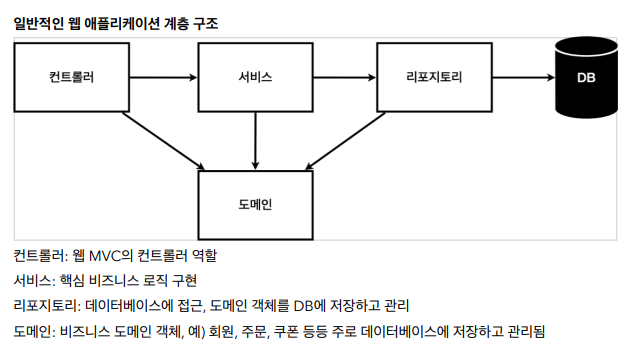 일반적인 웹 애플리케이션 계층 구조
컨트롤러
서비스
리포지토리
DB
도메인
컨트롤러: 웹 MVC의 컨트롤러 역할
서비스: 핵심 비즈니스 로직 구현
리포지토리: 데이터베이스에 접근, 도메인 객체를 DB에 저장하고 관리
도메인: 비즈니스 도메인 객체, 예) 회원, 주문, 쿠폰 등등 주로 데이터베이스에 저장하고 관리됨